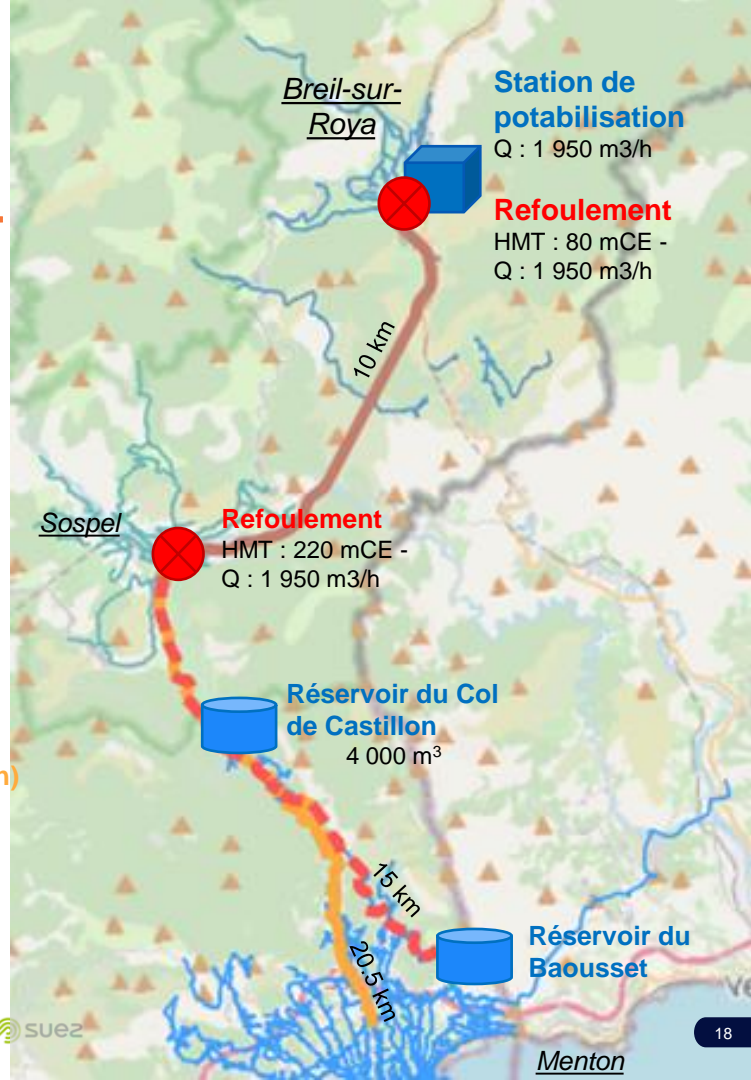 Breil-sur-
Roya
Station de
potabilisation
Q : 1 950 m3/h
Refoulement
HMT : 80 mCE -
Q : 1 950 m3/h
10 km
Sospel
Refoulement
HMT : 220 mCE -
Q : 1 950 m3/h
Réservoir du Col
de Castillon
4 000 m³
15 km
20.5 km
Réservoir du
Baousset
suez
18
Menton